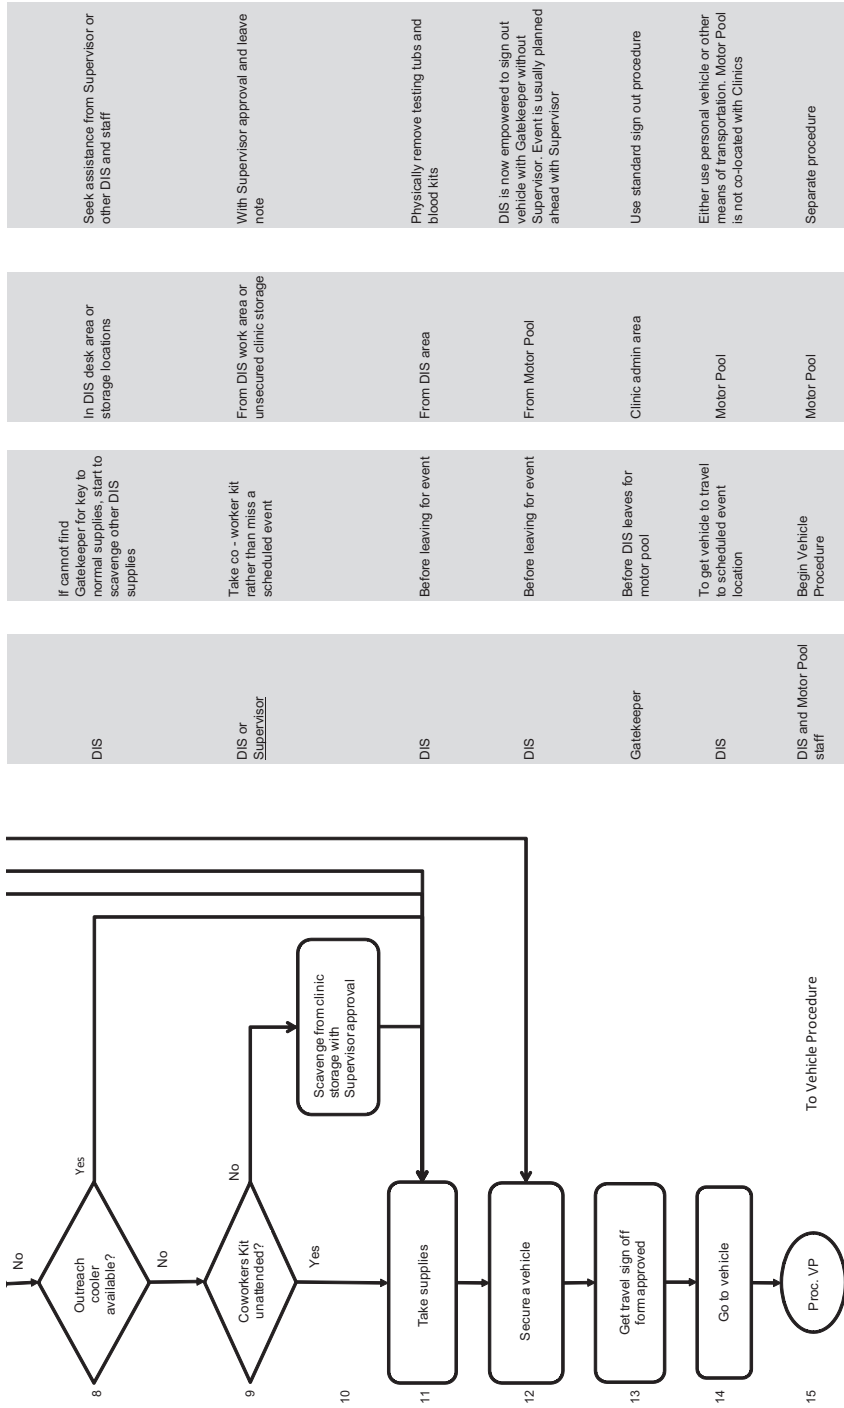 No
8
Outreach
cooler
available?
Yes
No
DIS
If cannot find
Gatekeeper for key to
normal supplies, start to
scavenge other DIS
supplies
In DIS desk area or
storage locations
Seek assistance from Supervisor or
other DIS and staff
9
Coworkers Kit
unattended?
No
Yes
DIS or
Supervisor
Take co - worker kit
rather than miss a
scheduled event
From DIS work area or
unsecured clinic storage
With Supervisor approval and leave
note
10
Scavenge from clinic
storage with
Supervisor approval
11
Take supplies
DIS
Before leaving for event
From DIS area
Physically remove testing tubs and
blood kits
12
Secure a vehicle
DIS
Before leaving for event
From Motor Pool
DIS is now empowered to sign out
vehicle with Gatekeeper without
Supervisor. Event is usually planned
ahead with Supervisor
13
Get travel sign off
form approved
Gatekeeper
Before DIS leaves for
motor pool
Clinic admin area
Use standard sign out procedure
14
Go to vehicle
DIS
To get vehicle to travel
to scheduled event
location
Motor Pool
Either use personal vehicle or other
means of transportation. Motor Pool
is not co-located with Clinics
15
Proc. VP
To Vehicle Procedure
DIS and Motor Pool
staff
Begin Vehicle
Procedure
Motor Pool
Separate procedure